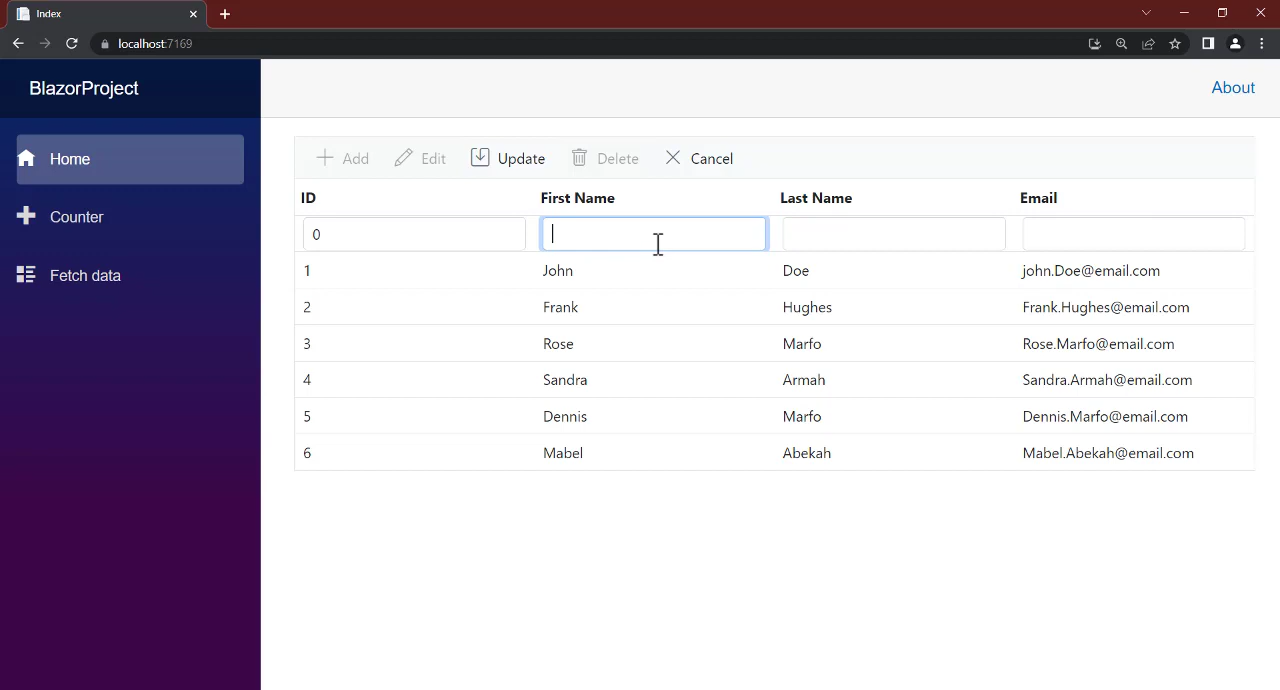 Index
localhost:7169
BlazorProject
About
Home
Counter
Fetch data
Add Edit Update Delete Cancel
ID First Name Last Name Email
0
1 John Doe john.Doe@email.com
2 Frank Hughes Frank.Hughes@email.com
3 Rose Marfo Rose.Marfo@email.com
4 Sandra Armah Sandra.Armah@email.com
5 Dennis Marfo Dennis.Marfo@email.com
6 Mabel Abekah Mabel.Abekah@email.com